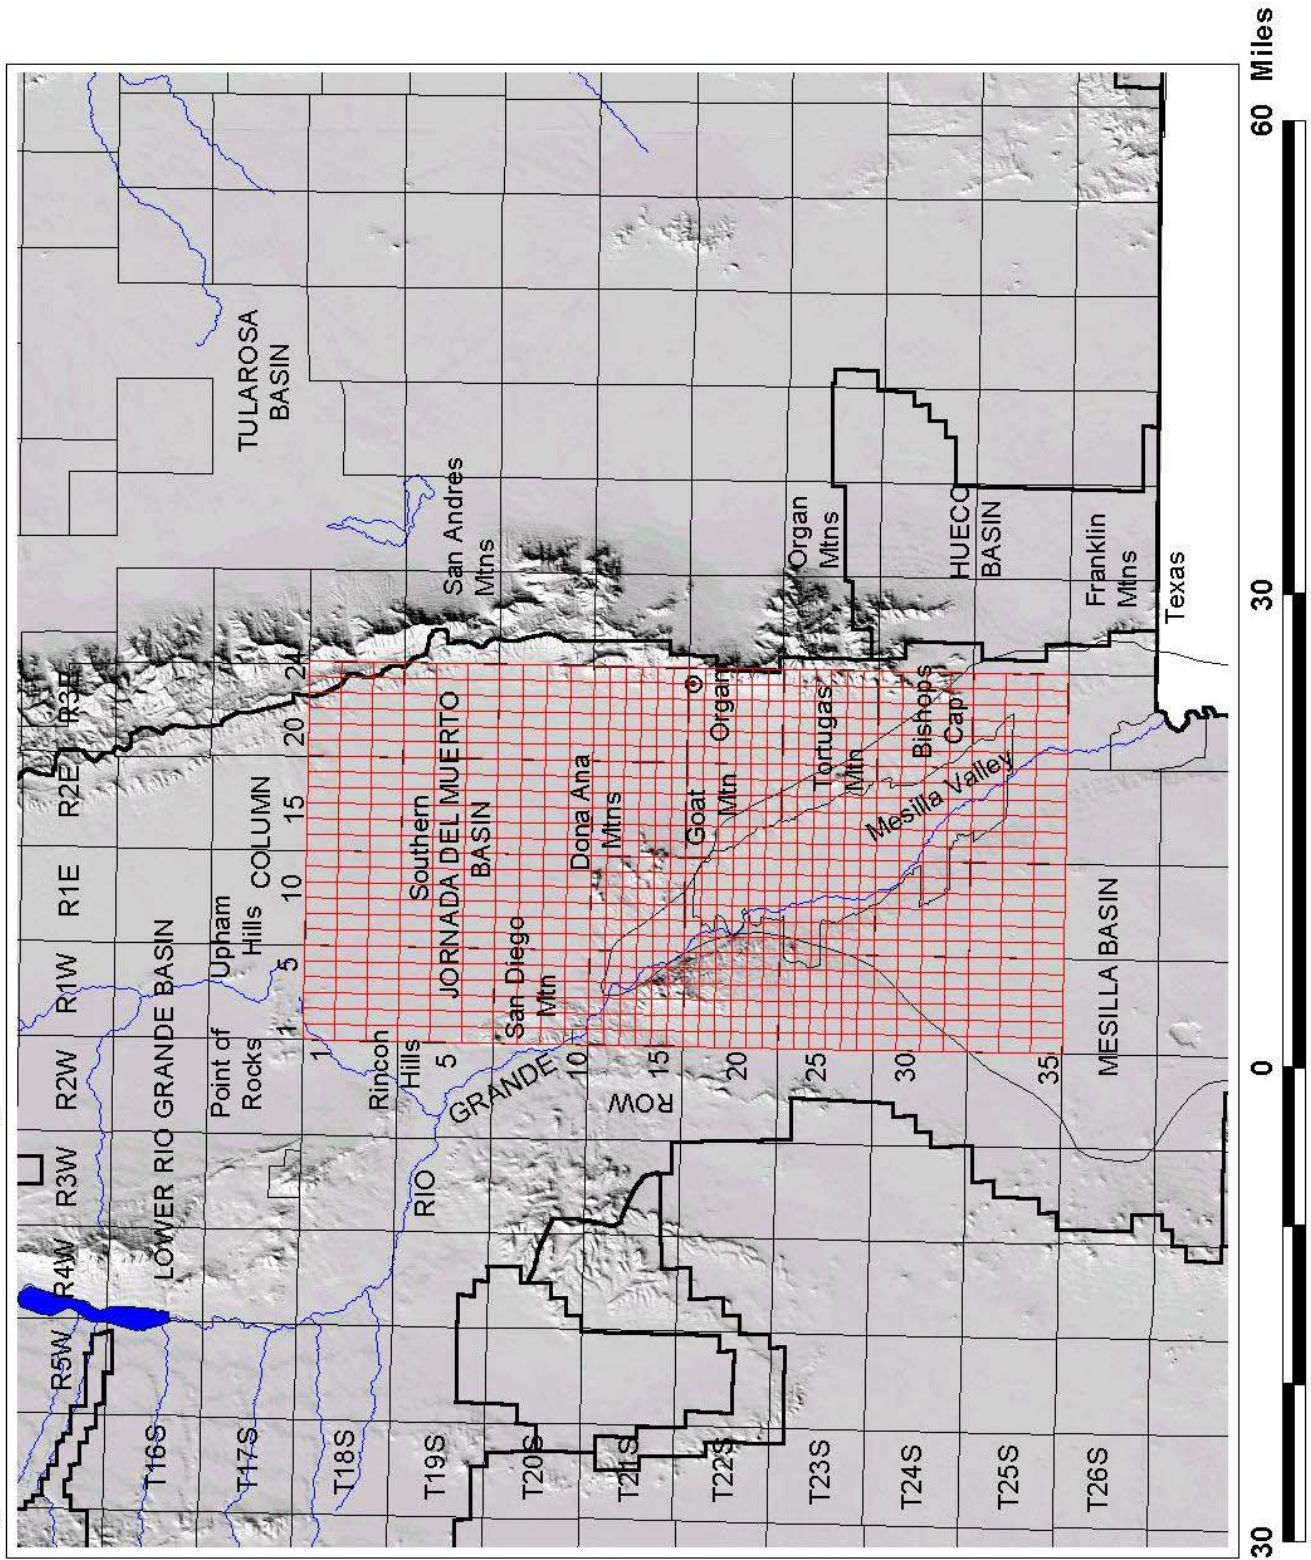 R5W
R4W
R3W
R2W
R1W
R1E
R2E
R3E
T16S
T17S
T18S
T19S
T20S
T21S
T22S
T23S
T24S
T25S
T26S
LOWER RIO GRANDE BASIN
Point of
Rocks
Upham
Hills
COLUMN
1
5
10
15
20
24
TULAROSA
BASIN
Rincon
Hills
Southern
JORNADA DEL MUERTO
BASIN
San Andres
Mtns
RIO
GRANDE
San Diego
Mtn
Dona Ana
Mtns
ROW
1
5
10
15
20
25
30
35
Goat
Mtn
Organ
Organ
Mtns
Tortugas
Mtn
Mesilla Valley
Bishops
Cap
HUECO
BASIN
Franklin
Mtns
MESILLA BASIN
Texas
30
0
30
60 Miles